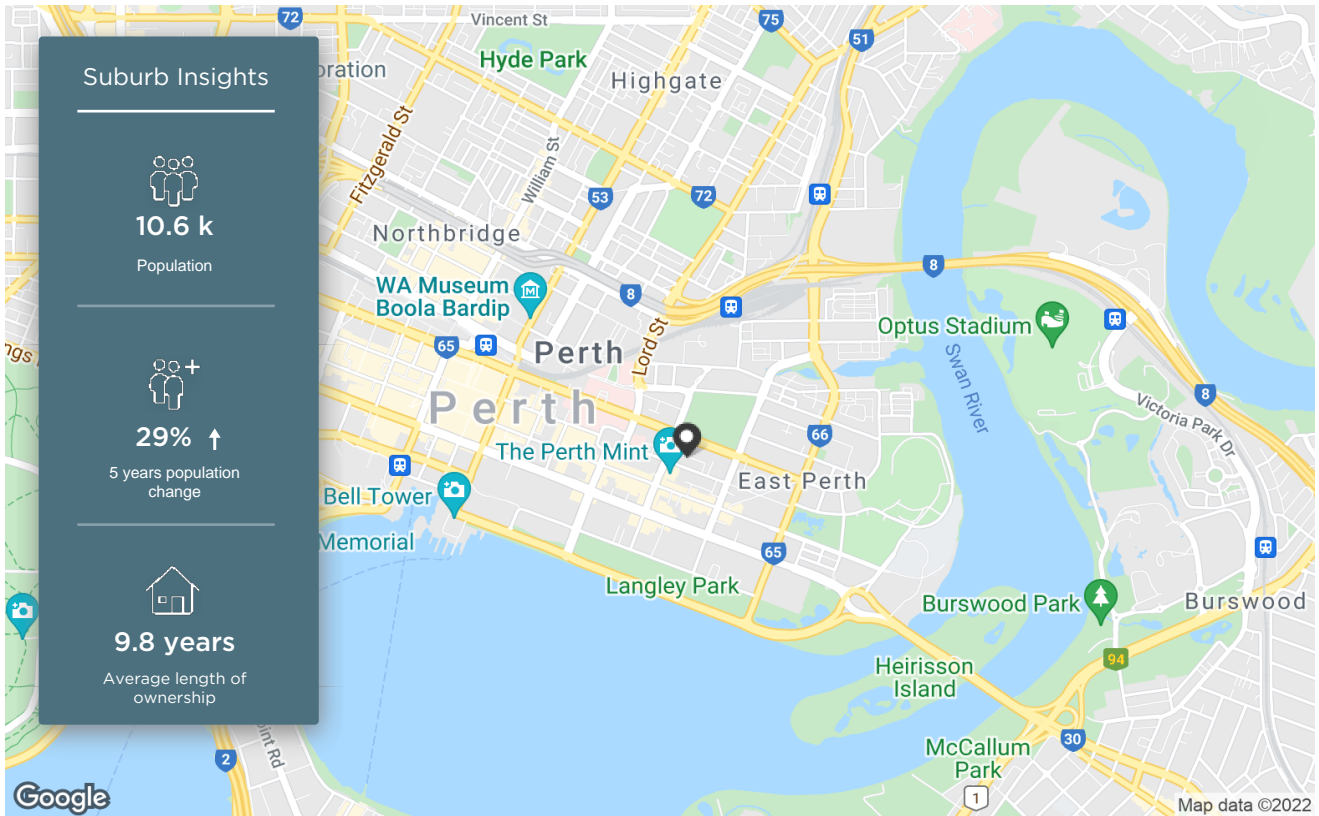 Suburb Insights
10.6 k
Population
29%
5 years population
change
9.8 years
Average length of
ownership
72
Vincent St
75
51
Hyde Park
Highgate
oration
Fitzgerald St
William St
53
72
Northbridge
8
WA Museum
Boola Bardip
8
Optus Stadium
Lord St
65
Perth
Swan River
ngs
Perth
8
Victoria Park Dr
66
The Perth Mint
East Perth
Bell Tower
Memorial
65
Langley Park
Burswood Park
Burswood
94
Heirisson
Island
30
McCallum
Park
2
oint Rd
1
Google
Map data ©2022